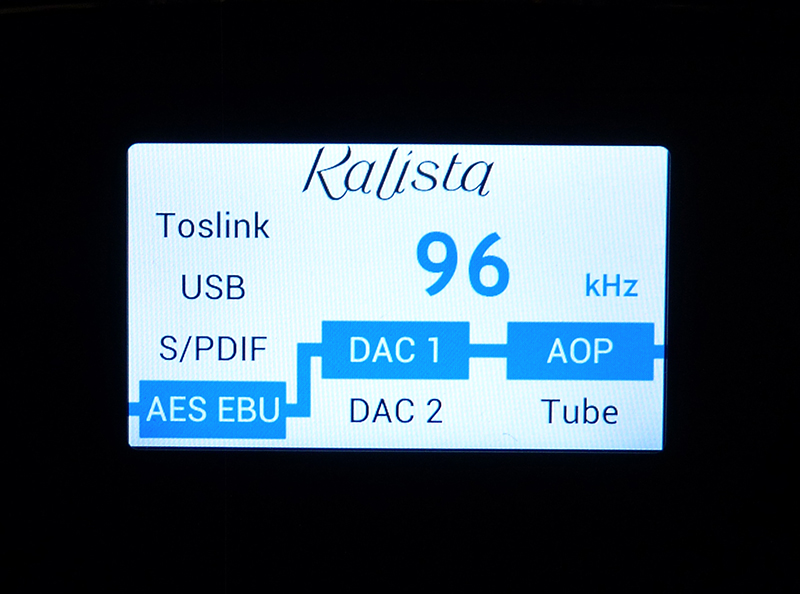 Kalista
Toslink
96 kHz
USB
S/PDIF DAC 1 AOP
AES EBU DAC 2 Tube